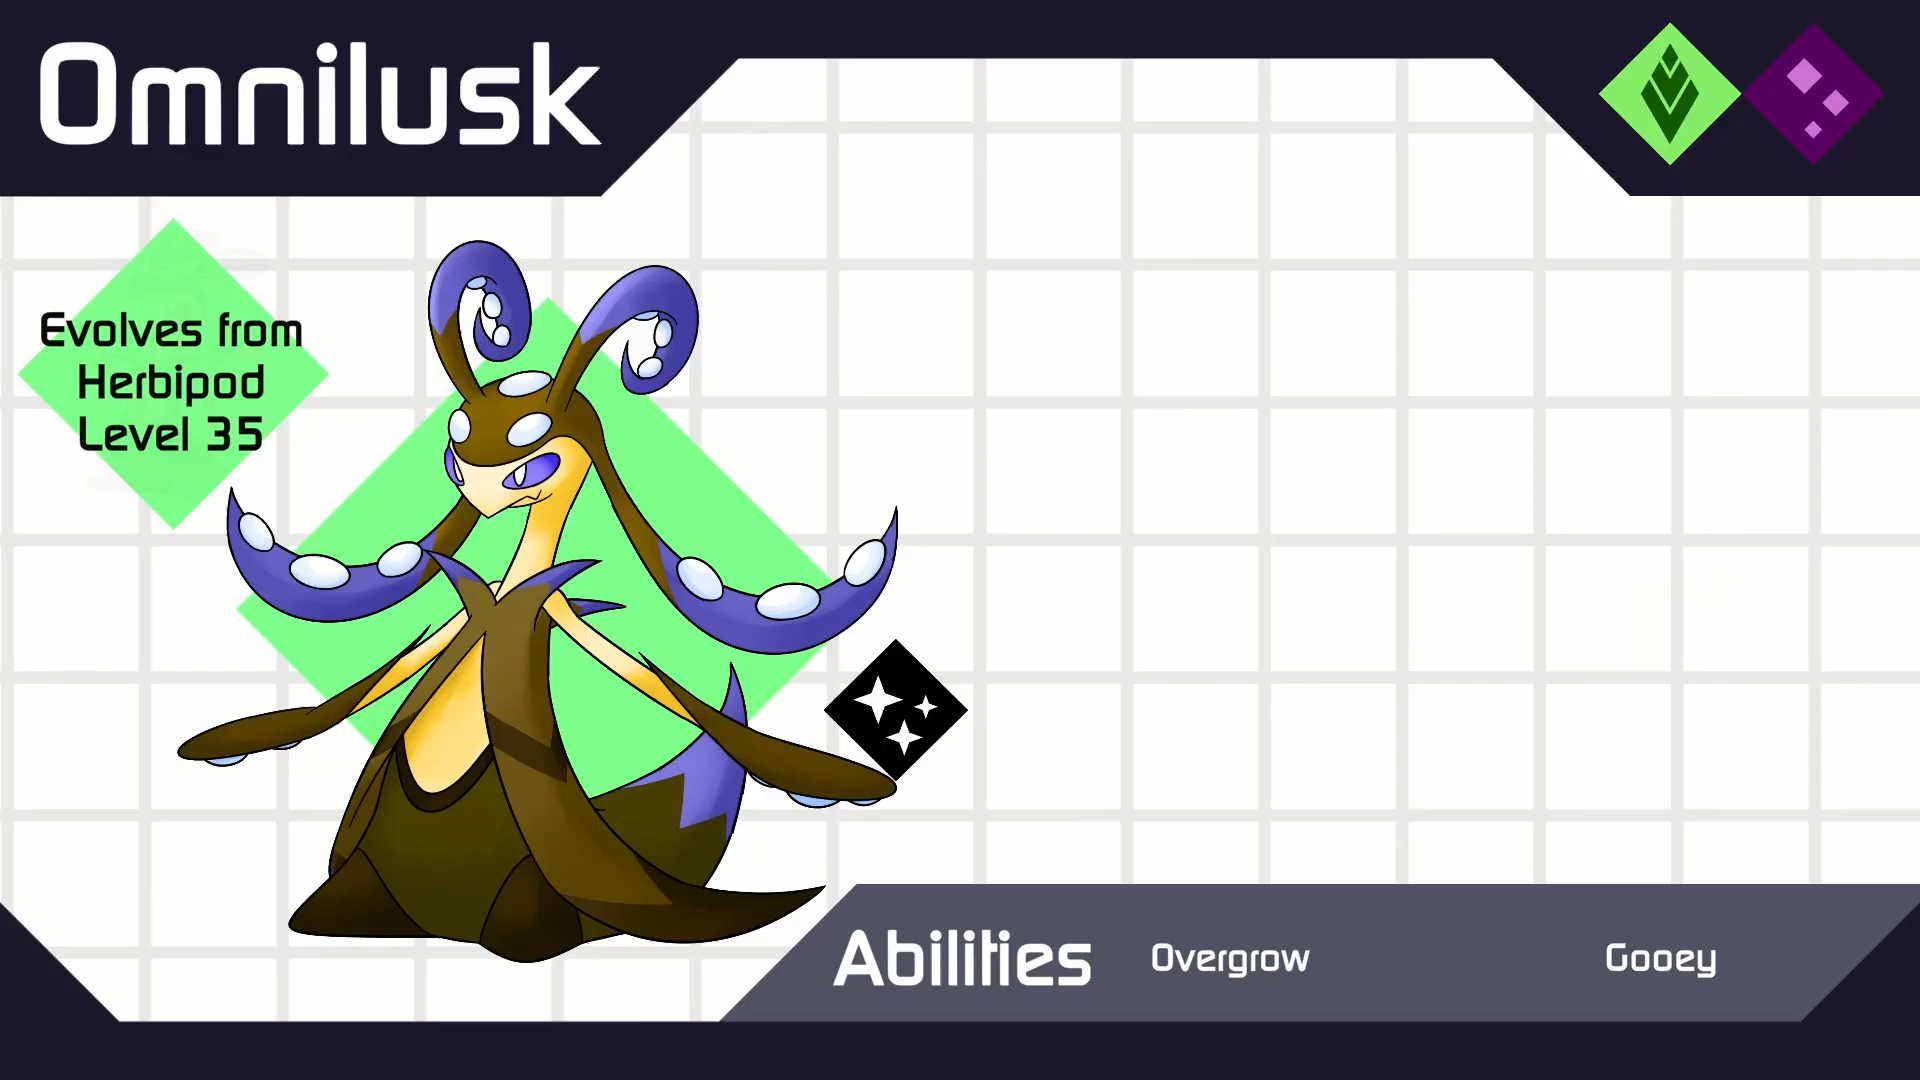 Omnilusk
Evolves from
Herbipod
Level 35
Abilities
Overgrow
Gooey